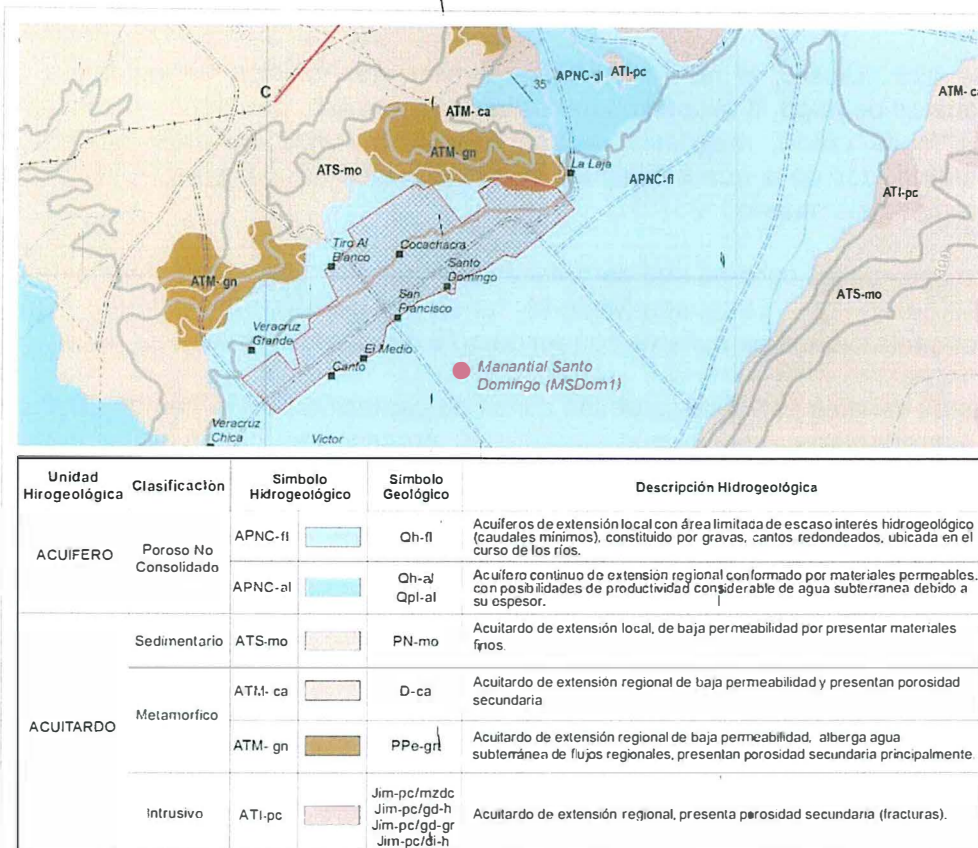 APNC-al
ATI-pc
35°
C
ATM- ca
ATM- gn
ATS-mo
La Laja
APNC-fl
ATI-pc
ATS-mo
Tiro Al
Blanco
Cocachacra
Santo
Domingo
San
Francisco
ATM- gn
Veracruz
Grande
El Medio
Canto
Manantial Santo
Domingo (MSDom1)
Veracruz
Chica
Victor
Unidad
Hirogeológica
Clasificación
Simbolo
Hidrogeológico
Símbolo
Geológico
Descripción Hidrogeológica
ACUIFERO
Poroso No
Consolidado
APNC-fl
Qh-fl
Acuiferos de extensión local con área limitada de escaso interés hidrogeológico
(caudales mínimos), constituido por gravas, cantos redondeados, ubicada en el
curso de los ríos.
APNC-al
Qh-al
Qpl-al
Acuífero continuo de extensión regional conformado por materiales permeables,
con posibilidades de productividad considerable de agua subterranea debido a
su espesor.
ACUITARDO
Sedimentario
ATS-mo
PN-mo
Acuitardo de extensión local, de baja permeabilidad por presentar materiales
finos.
Metamorfico
ATM- ca
D-ca
Acuitardo de extensión regional de baja permeabilidad y presentan porosidad
secundaria
ATM- gn
PPe-gn
Acuitardo de extensión regional de baja permeabilidad, alberga agua
subterránea de flujos regionales, presentan porosidad secundaria principalmente.
Intrusivo
ATI-pc
Jim-pc/mzdc
Jim-pc/gd-h
Jim-pc/gd-gr
Jim-pc/di-h
Acuitardo de extensión regional, presenta porosidad secundaria (fracturas).